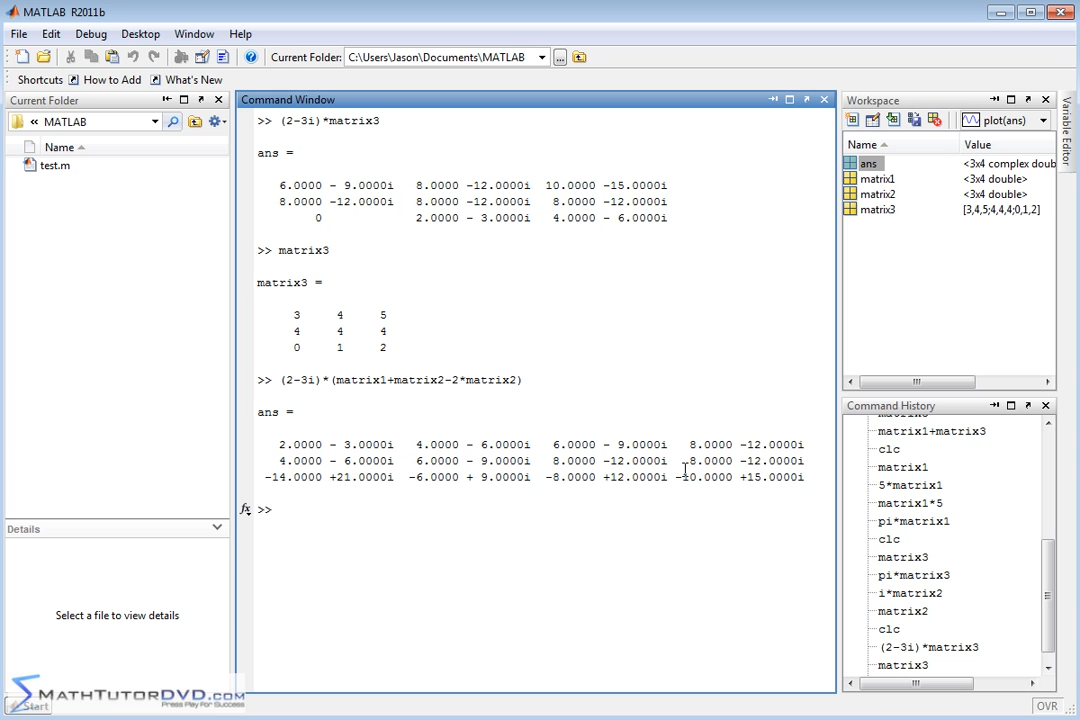 MATLAB R2011b
File Edit Debug Desktop Window Help
Current Folder: C:\Users\Jason\Documents\MATLAB ...
Shortcuts How to Add What's New
Current Folder
« MATLAB
Name
test.m
Details
Select a file to view details
MATHTUTORDVD.COM
Press Play For Success
Start
Command Window
>> (2-3i)*matrix3
ans =
6.0000 - 9.0000i 8.0000 -12.0000i 10.0000 -15.0000i
8.0000 -12.0000i 8.0000 -12.0000i 8.0000 -12.0000i
0 2.0000 - 3.0000i 4.0000 - 6.0000i
>> matrix3
matrix3 =
3 4 5
4 4 4
0 1 2
>> (2-3i)*(matrix1+matrix2-2*matrix2)
ans =
2.0000 - 3.0000i 4.0000 - 6.0000i 6.0000 - 9.0000i 8.0000 -12.0000i
4.0000 - 6.0000i 6.0000 - 9.0000i 8.0000 -12.0000i 8.0000 -12.0000i
-14.0000 +21.0000i -6.0000 + 9.0000i -8.0000 +12.0000i -10.0000 +15.0000i
fx >>
Workspace
plot(ans)
Name Value
ans <3x4 complex doub
matrix1 <3x4 double>
matrix2 <3x4 double>
matrix3 [3,4,5;4,4,4;0,1,2]
Variable Editor
Command History
matrix1+matrix3
clc
matrix1
5*matrix1
matrix1*5
pi*matrix1
clc
matrix3
pi*matrix3
i*matrix2
matrix2
clc
(2-3i)*matrix3
matrix3
OVR